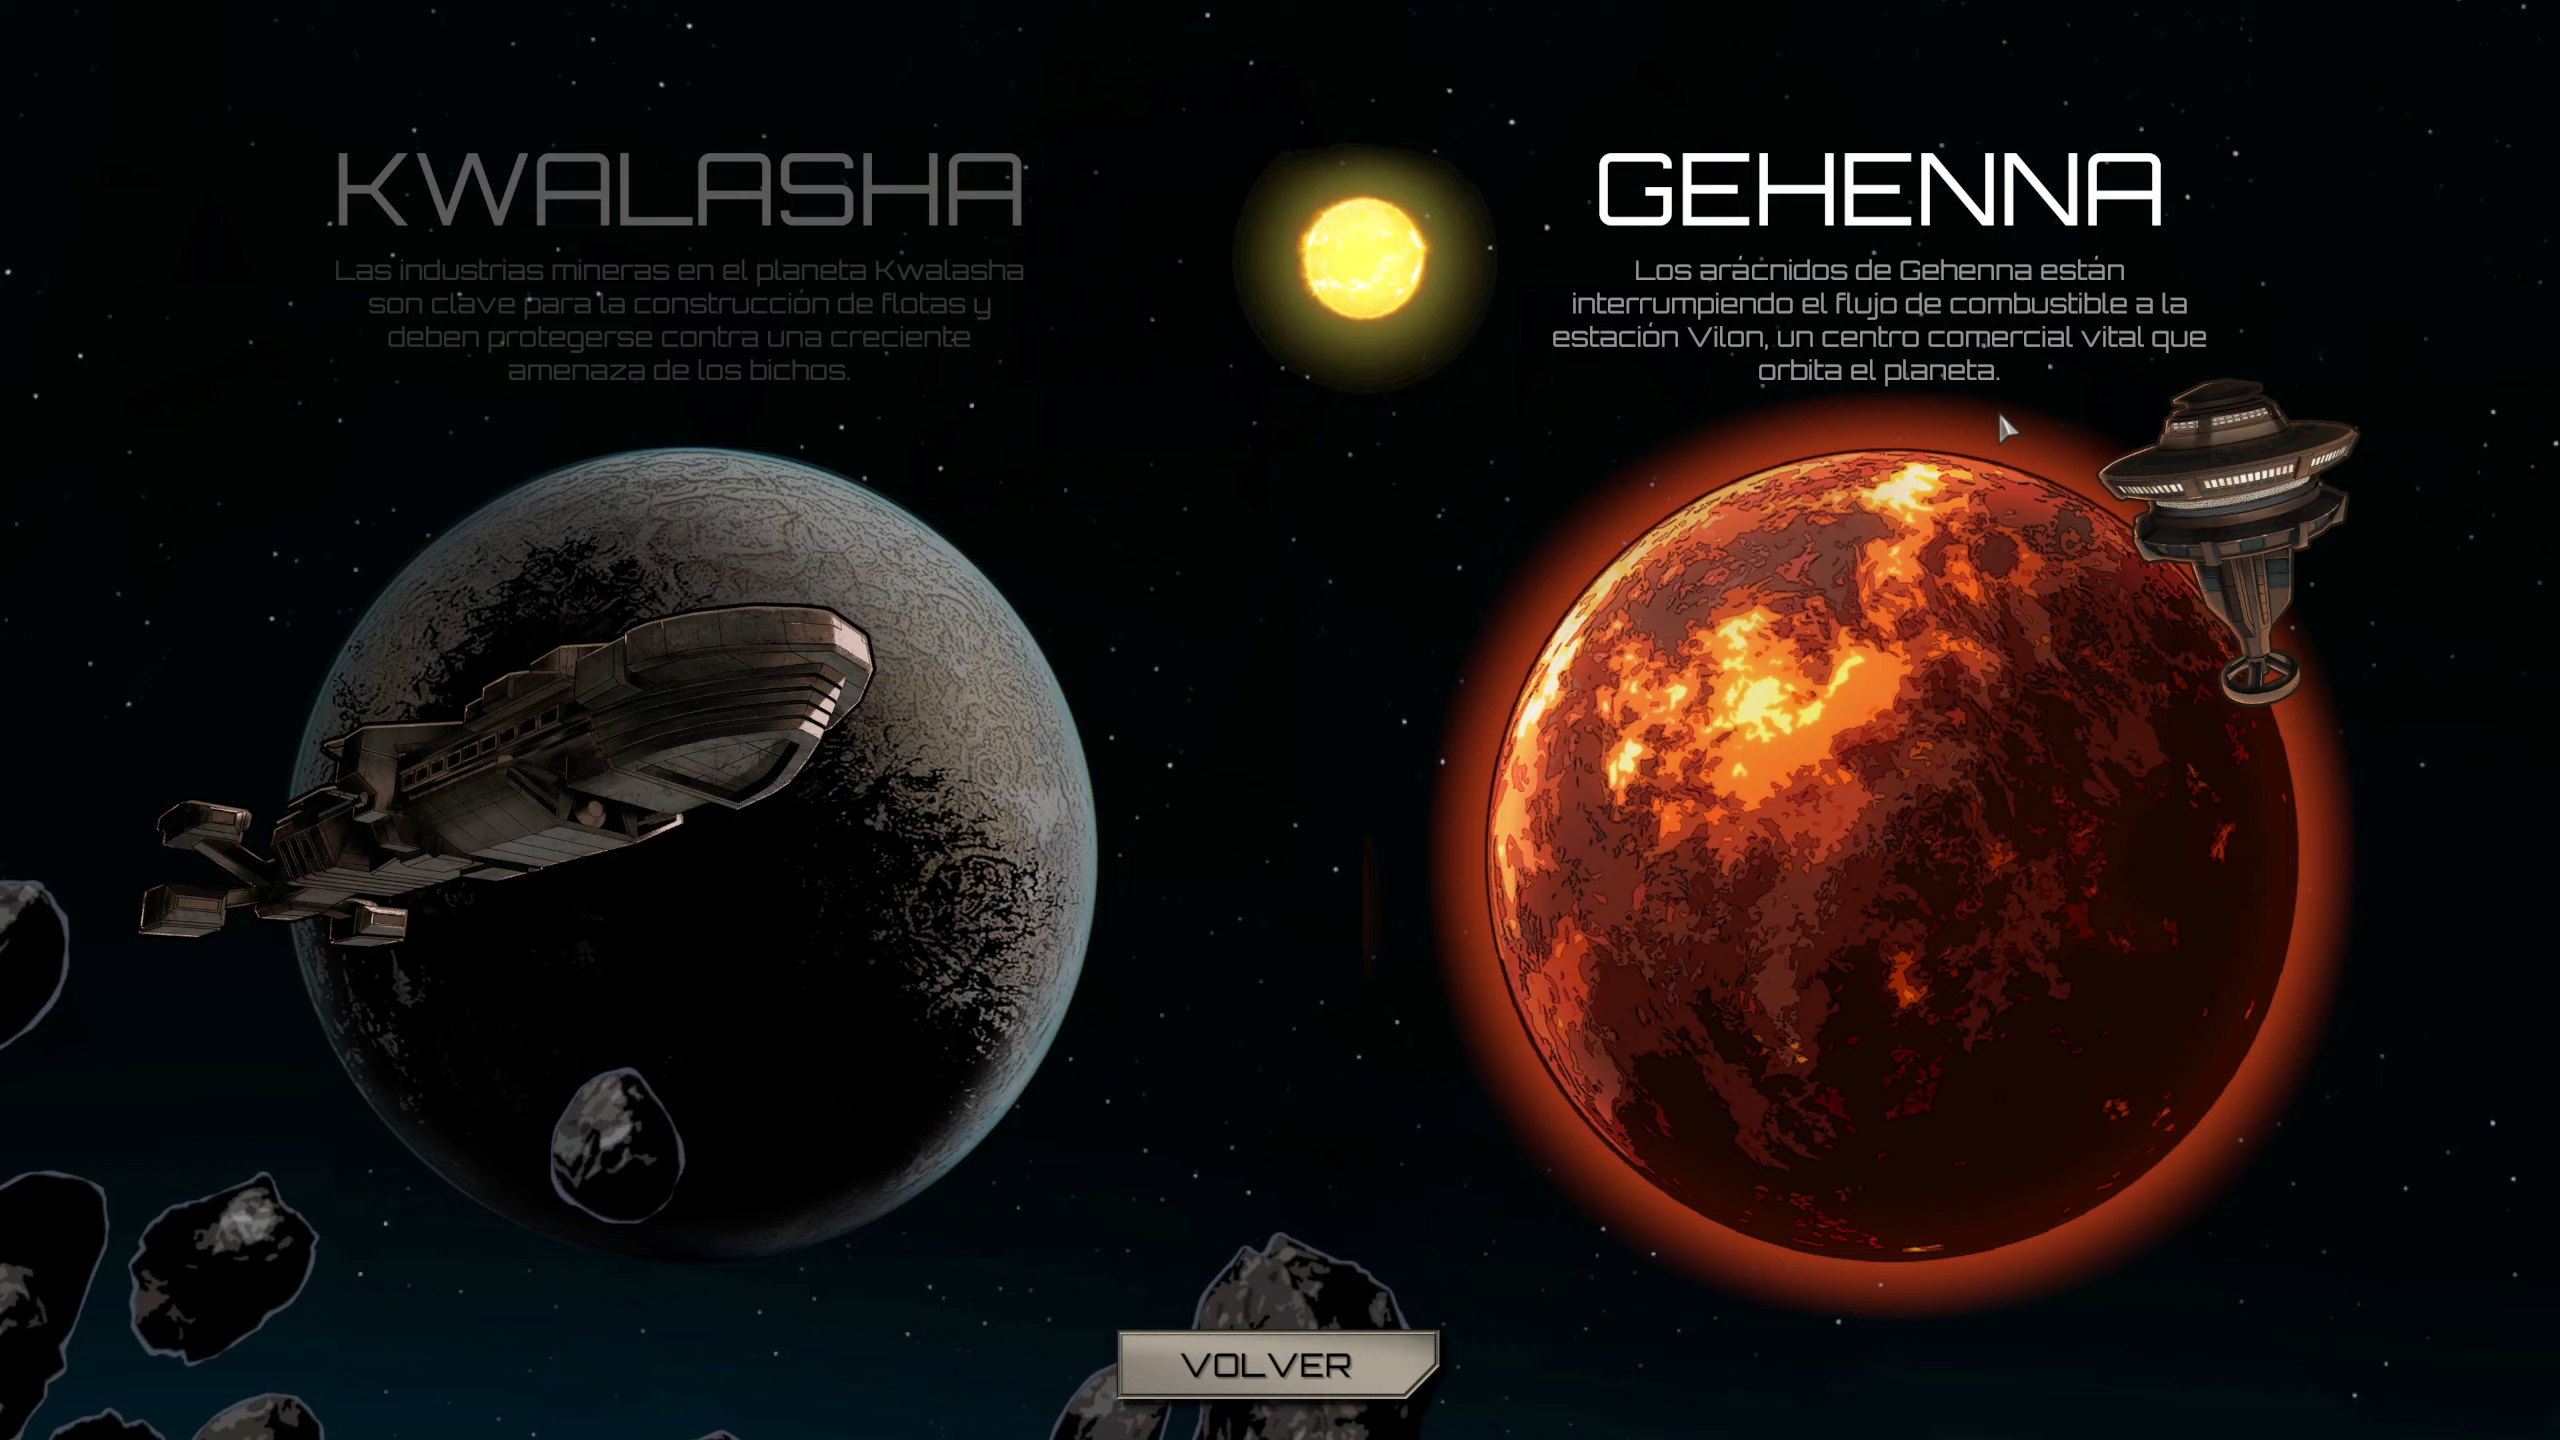 KWALASHA
Las industrias mineras en el planeta Kwalasha
son clave para la construcción de flotas y
deben protegerse contra una creciente
amenaza de los bichos.
GEHENNA
Los arácnidos de Gehenna están
interrumpiendo el flujo de combustible a la
estación Vilon, un centro comercial vital que
orbita el planeta.
VOLVER